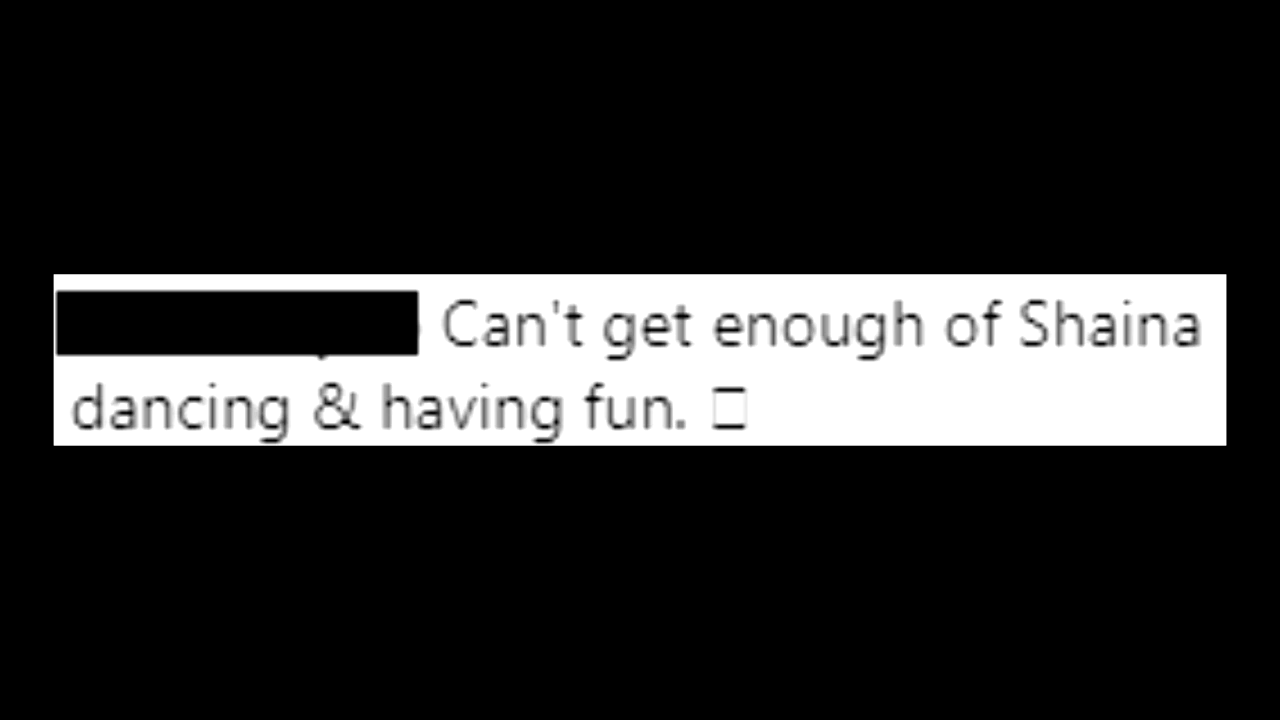 Can't get enough of Shaina
dancing & having fun. □